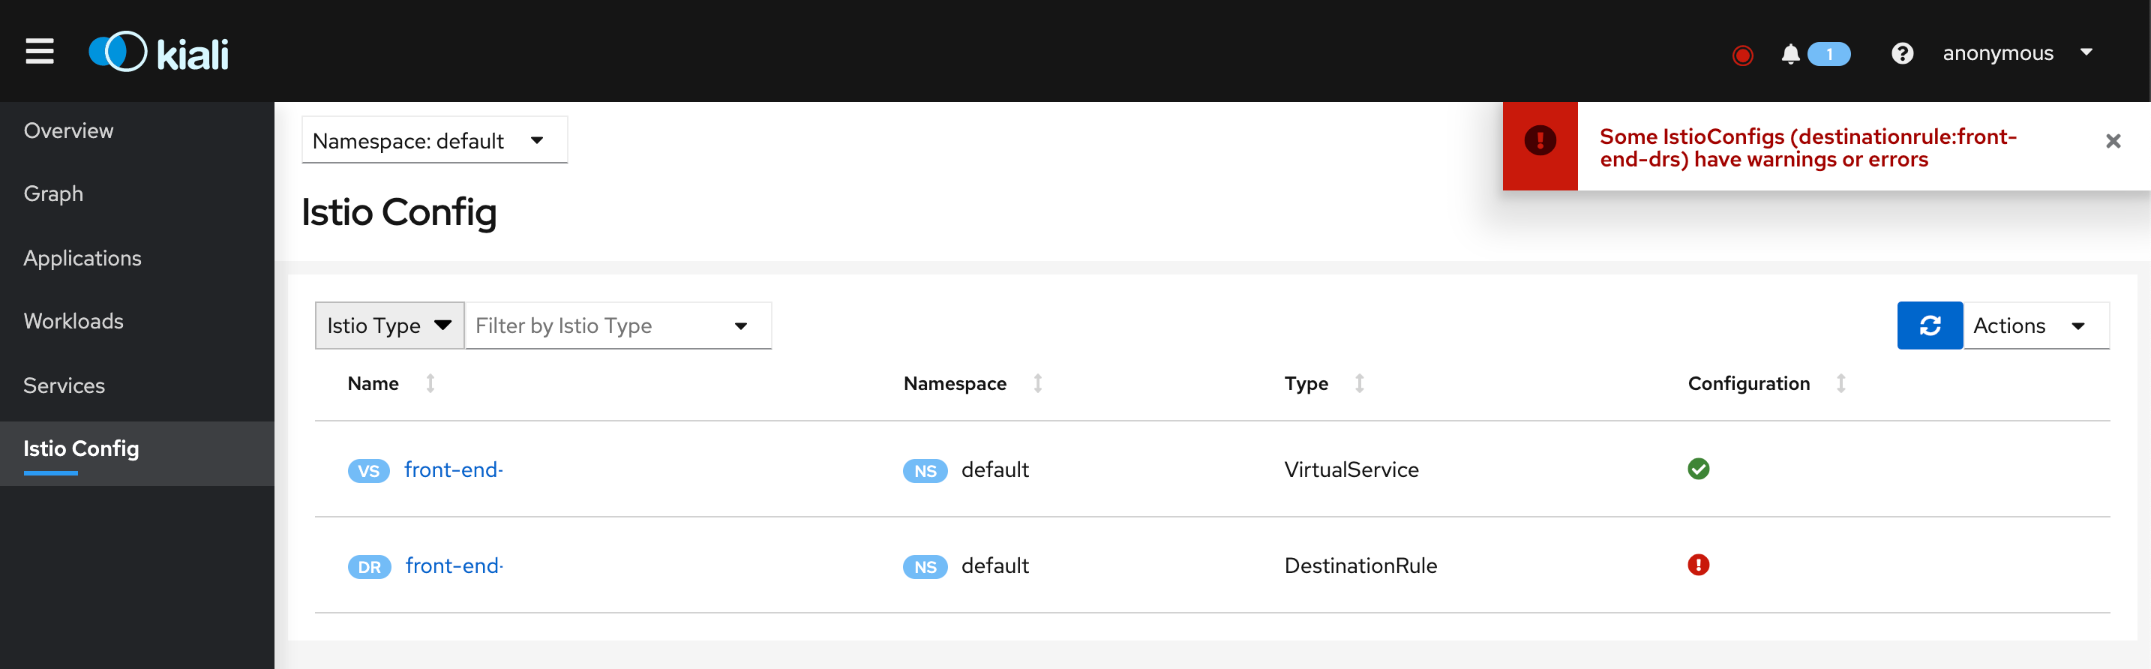 kiali
1
anonymous
Overview
Graph
Applications
Workloads
Services
Istio Config
Namespace: default
Some IstioConfigs (destinationrule:front-
end-drs) have warnings or errors
Istio Config
Istio Type
Filter by Istio Type
Actions
Name
Namespace
Type
Configuration
VS front-end-
NS default
VirtualService
DR front-end-
NS default
DestinationRule